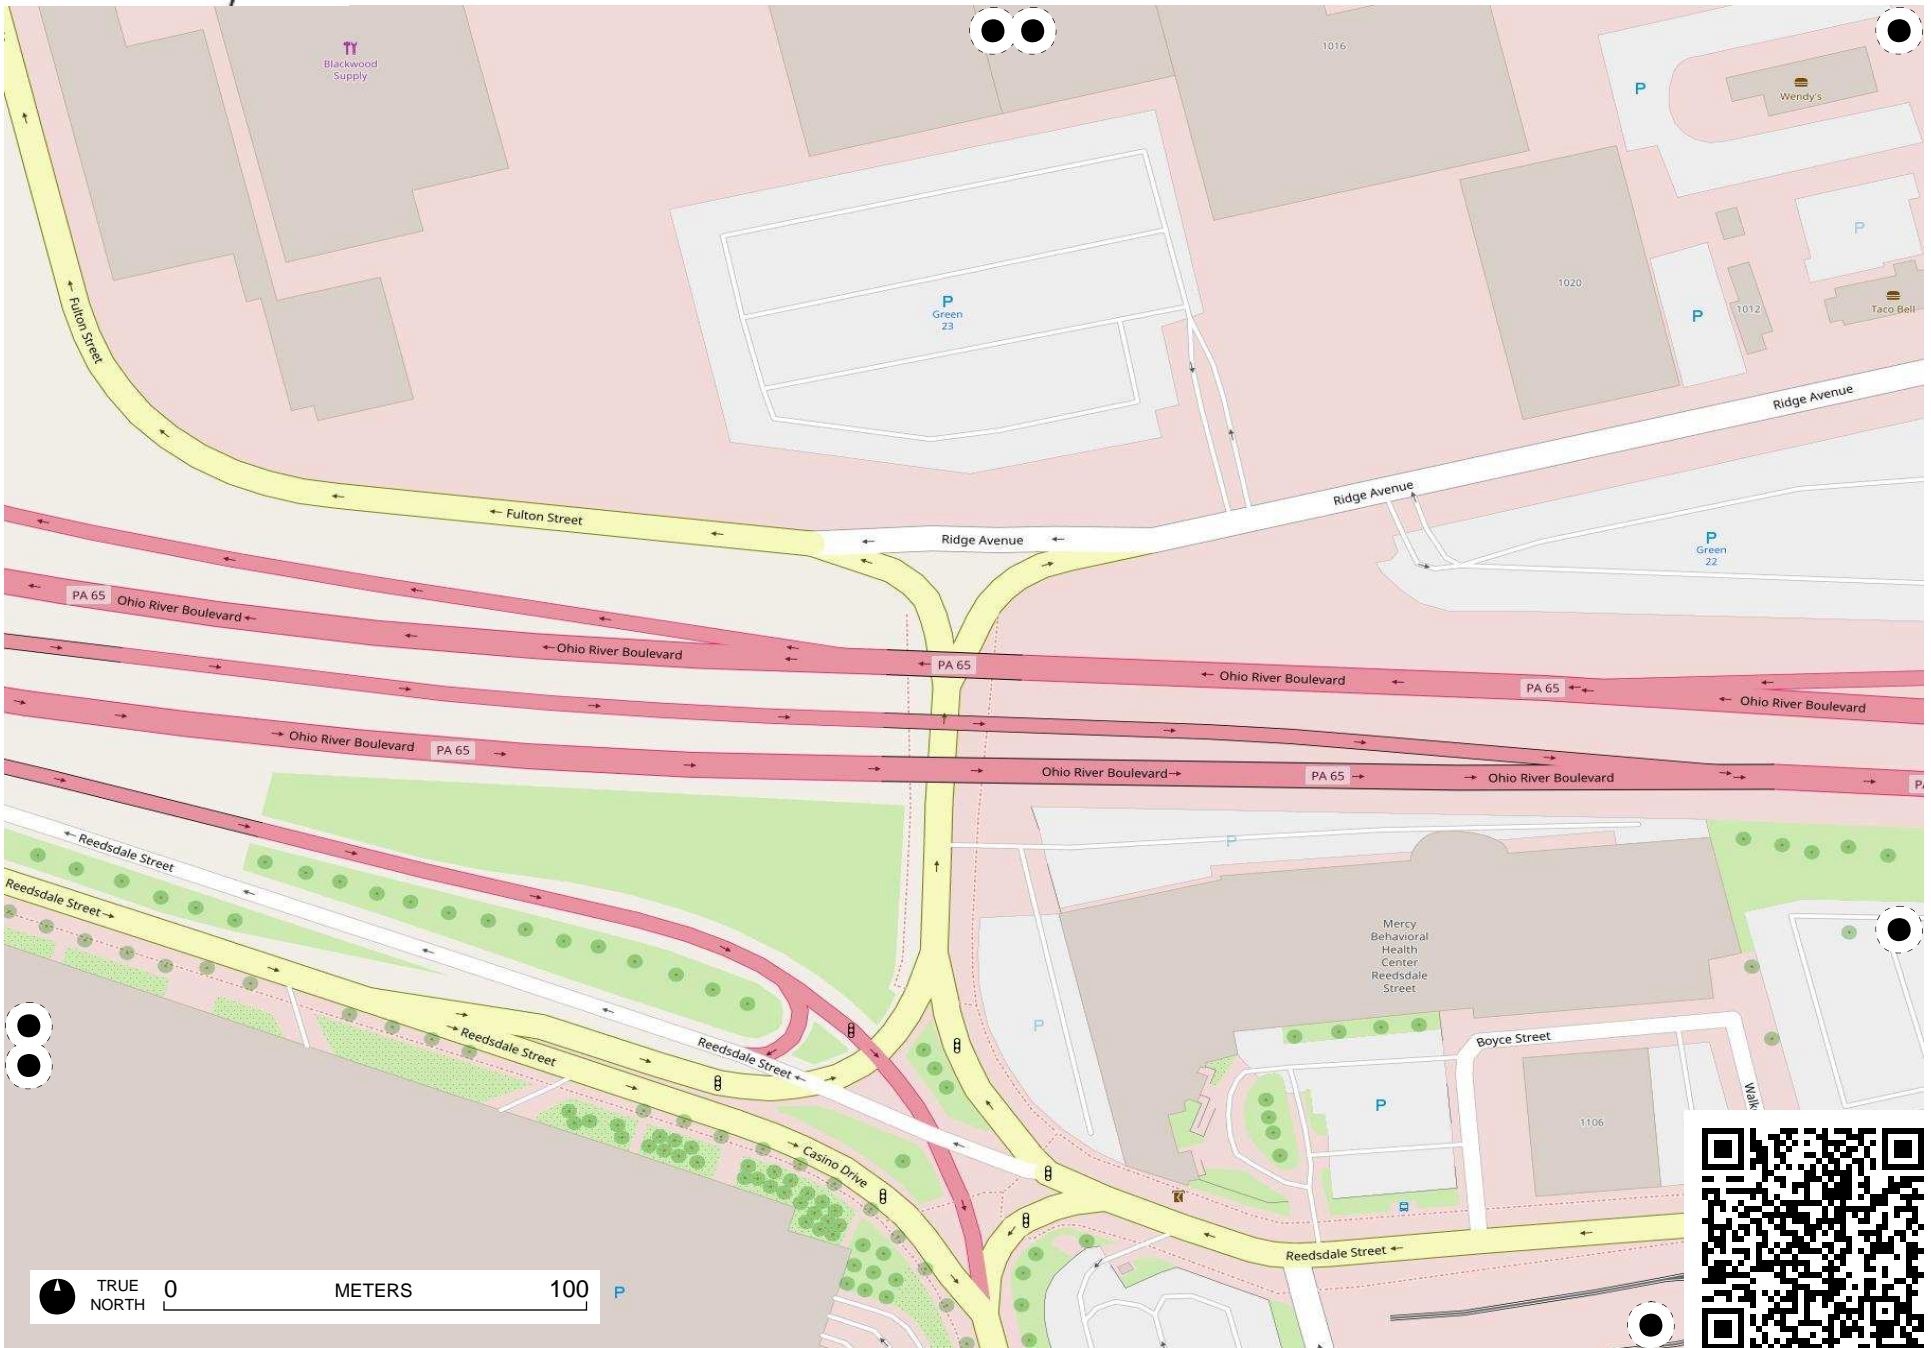 Blackwood
Supply
1016
Wendy's
P
P
P
Green
23
1020
P
1012
Taco Bell
Fulton Street
Ridge Avenue
Ridge Avenue
Fulton Street
Ridge Avenue
P
Green
22
PA 65
Ohio River Boulevard
Ohio River Boulevard
PA 65
Ohio River Boulevard
PA 65
Ohio River Boulevard
Ohio River Boulevard
PA 65
Ohio River Boulevard
PA 65
Ohio River Boulevard
Reedsdale Street
P
Reedsdale Street
Mercy
Behavioral
Health
Center
Reedsdale
Street
P
Reedsdale Street
Reedsdale Street
Boyce Street
P
1106
Casino Drive
Reedsdale Street
P
TRUE
NORTH
0 METERS 100